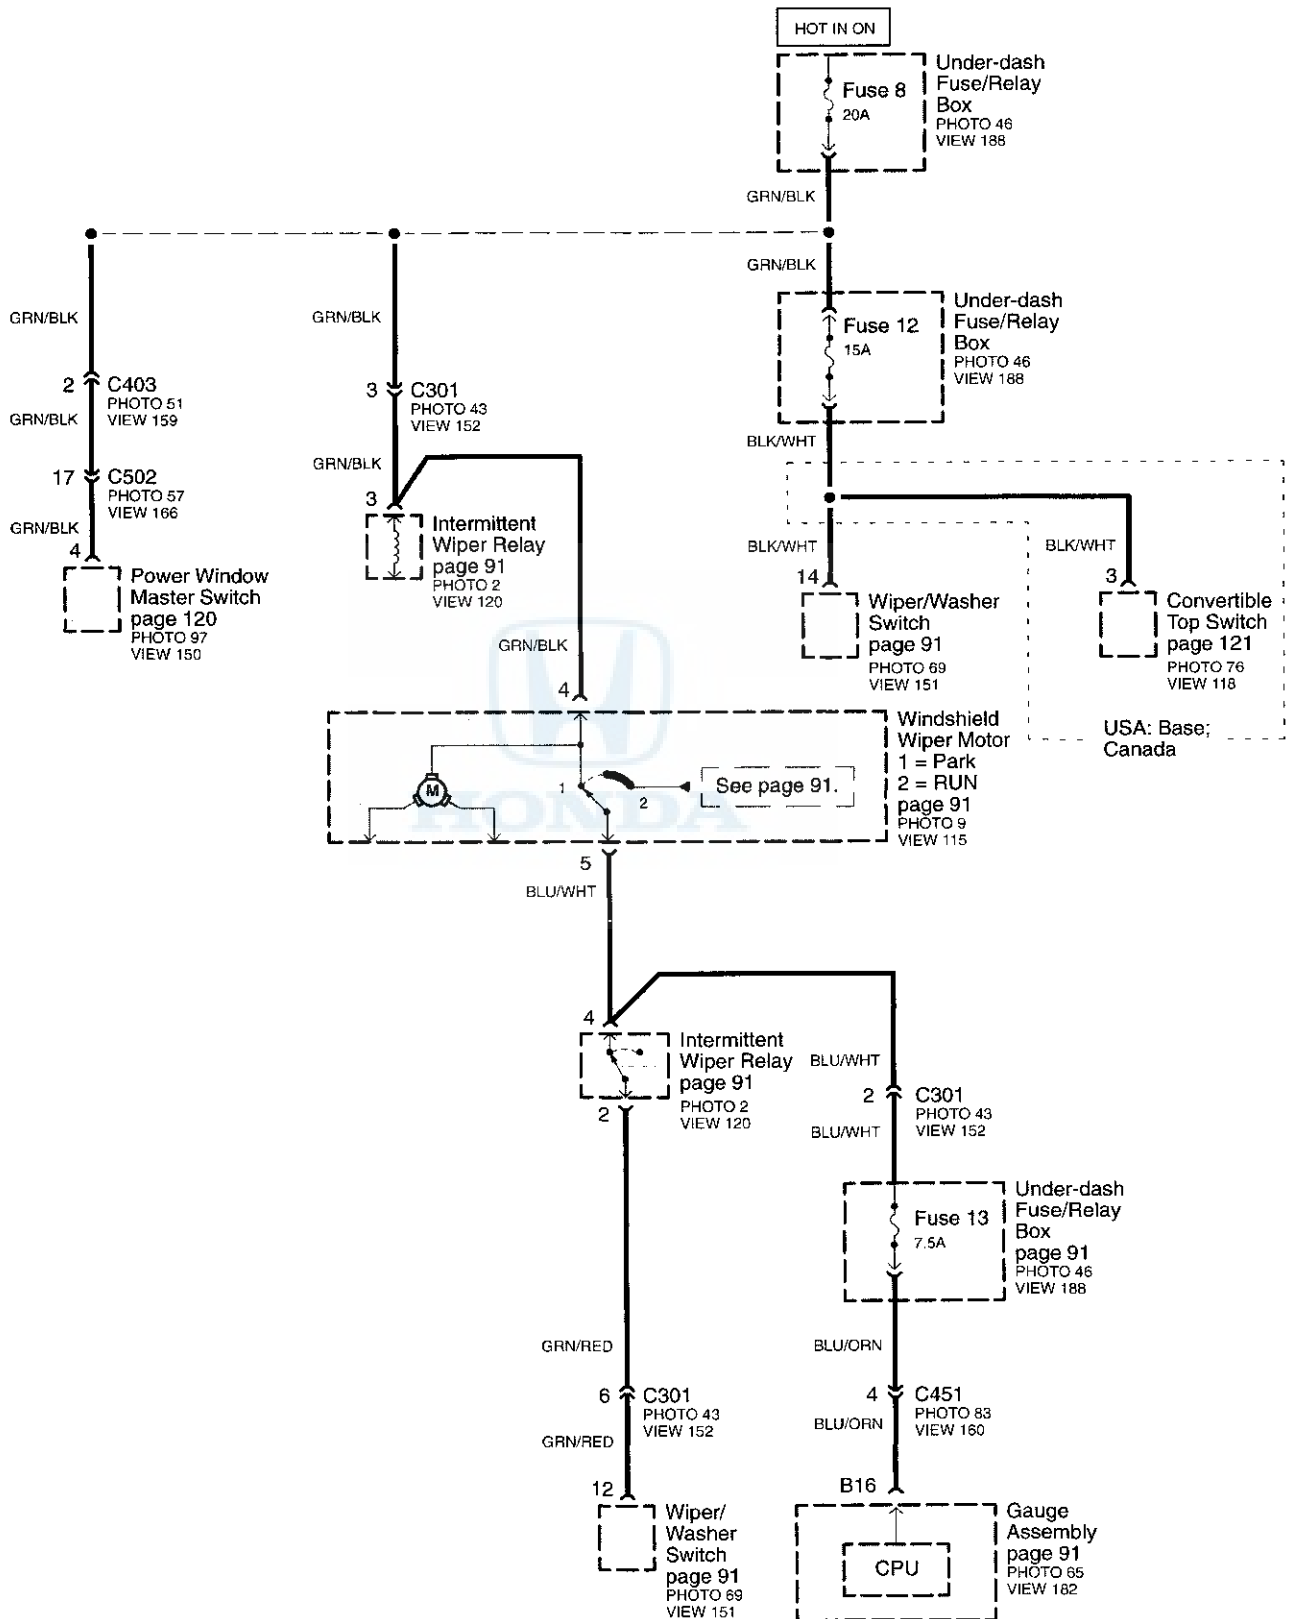 HOT IN ON
Fuse 8
20A
Under-dash
Fuse/Relay
Box
PHOTO 46
VIEW 188
GRN/BLK
GRN/BLK
Fuse 12
15A
Under-dash
Fuse/Relay
Box
PHOTO 46
VIEW 188
GRN/BLK
2
C403
PHOTO 51
VIEW 159
GRN/BLK
17
C502
PHOTO 57
VIEW 166
GRN/BLK
4
Power Window
Master Switch
page 120
PHOTO 97
VIEW 150
GRN/BLK
3
C301
PHOTO 43
VIEW 152
GRN/BLK
3
Intermittent
Wiper Relay
page 91
PHOTO 2
VIEW 120
GRN/BLK
4
BLK/WHT
BLK/WHT
14
Wiper/Washer
Switch
page 91
PHOTO 69
VIEW 151
BLK/WHT
3
Convertible
Top Switch
page 121
PHOTO 76
VIEW 118
USA: Base;
Canada
M
1
2
See page 91.
HONDA
Windshield
Wiper Motor
1 = Park
2 = RUN
page 91
PHOTO 9
VIEW 115
5
BLU/WHT
4
Intermittent
Wiper Relay
page 91
PHOTO 2
VIEW 120
2
BLU/WHT
2
C301
PHOTO 43
VIEW 152
BLU/WHT
Fuse 13
7.5A
Under-dash
Fuse/Relay
Box
page 91
PHOTO 46
VIEW 188
GRN/RED
6
C301
PHOTO 43
VIEW 152
GRN/RED
12
Wiper/
Washer
Switch
page 91
PHOTO 69
VIEW 151
BLU/ORN
4
C451
PHOTO 83
VIEW 160
BLU/ORN
B16
CPU
Gauge
Assembly
page 91
PHOTO 65
VIEW 182